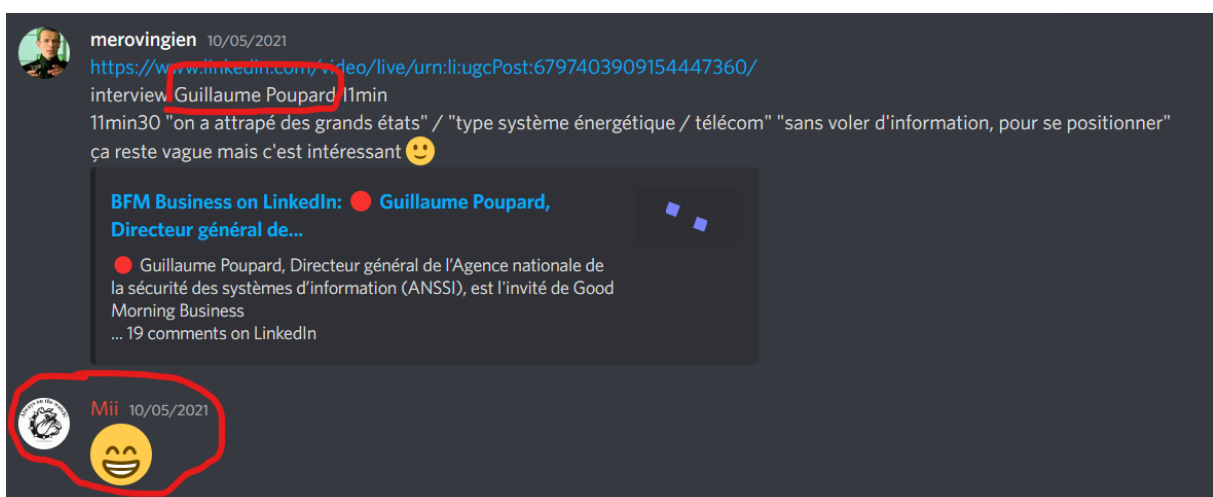 merovingien 10/05/2021
https://www.linkedin.com/video/live/urn:li:ugcPost:6797403909154447360/
interview Guillaume Poupard 11min
11min30 "on a attrapé des grands états" / "type système énergétique / télécom" "sans voler d'information, pour se positionner"
ça reste vague mais c'est intéressant 🙂
BFM Business on LinkedIn: 🔴 Guillaume Poupard,
Directeur général de...
🔴 Guillaume Poupard, Directeur général de l'Agence nationale de
la sécurité des systèmes d'information (ANSSI), est l'invité de Good
Morning Business
... 19 comments on LinkedIn
Always on the watch!
Mii 10/05/2021
😁